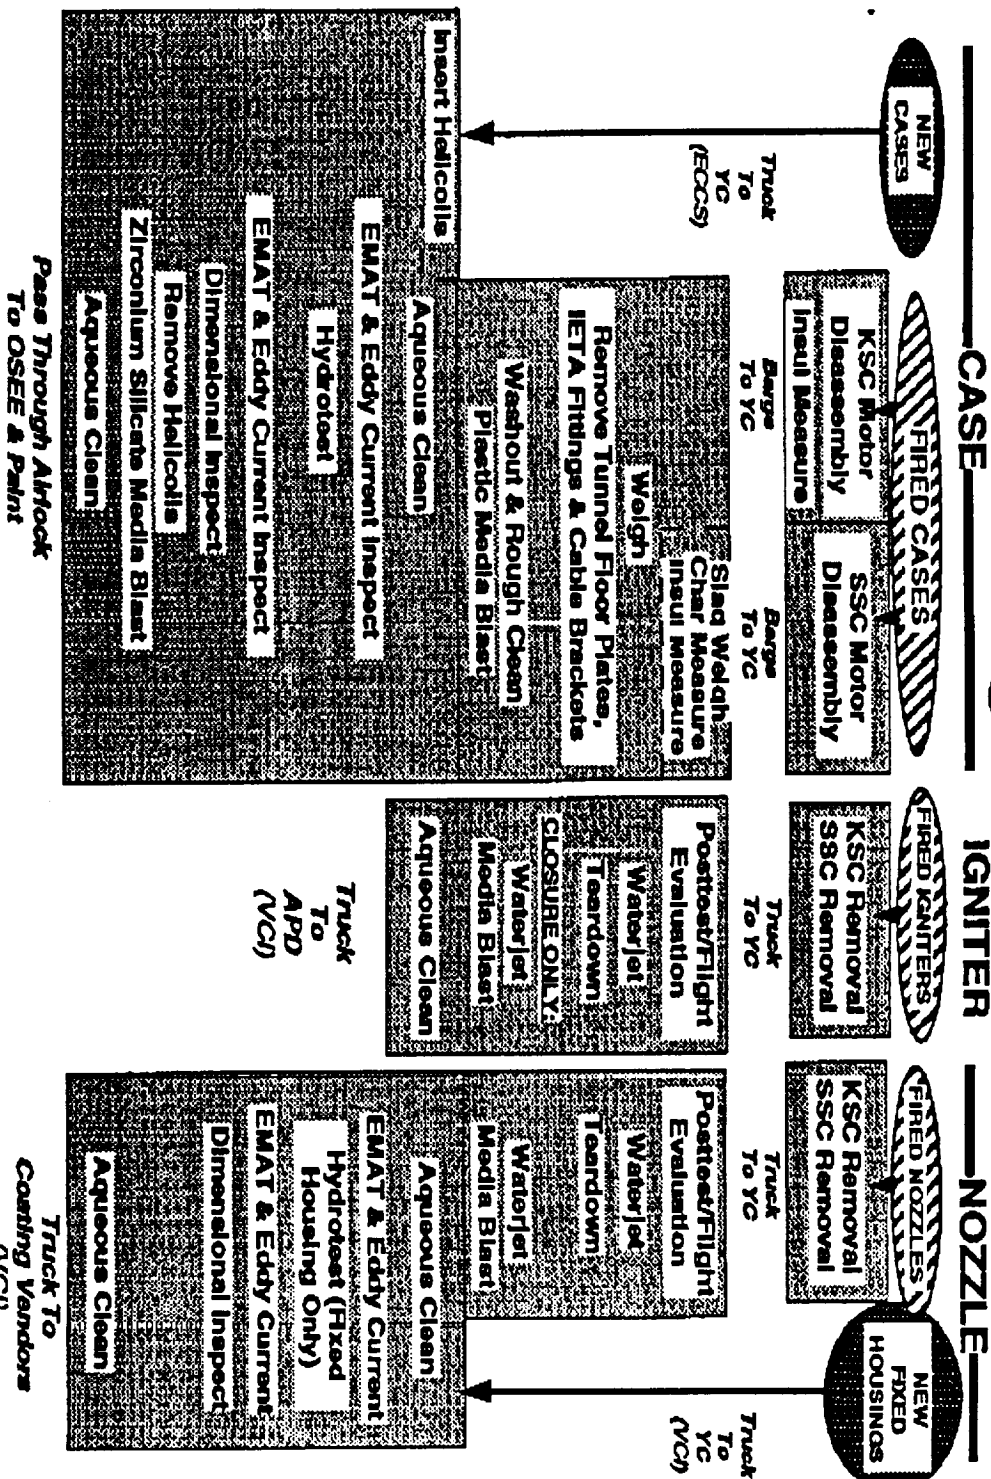 CASE
NEW
CASES
Truck
To
YC
(ECCS)
FIRED CASES
KSC Motor
Disassembly
Insul Measure
SSC Motor
Disassembly
Barge
To YC
Barge
To YC
Slag Weigh
Char Measure
Insul Measure
Weigh
Remove Tunnel Floor Plates,
IETA Fittings & Cable Brackets
Washout & Rough Clean
Plastic Media Blast
Insert Helicoils
Aqueous Clean
EMAT & Eddy Current Inspect
Hydrotest
EMAT & Eddy Current Inspect
Dimensional Inspect
Remove Helicoils
Zirconium Silicate Media Blast
Aqueous Clean
Pass Through Airlock
To OSEE & Paint
IGNITER
FIRED IGNITERS
KSC Removal
SSC Removal
Truck
To YC
Posttest/Flight
Evaluation
Waterjet
Teardown
CLOSURE ONLY:
Waterjet
Media Blast
Aqueous Clean
Truck
To
APD
(VCI)
NOZZLE
FIRED NOZZLES
KSC Removal
SSC Removal
Truck
To YC
NEW
FIXED
HOUSINGS
Truck
To
YC
(VCI)
Posttest/Flight
Evaluation
Waterjet
Teardown
Waterjet
Media Blast
Aqueous Clean
EMAT & Eddy Current
Hydrotest (Fixed
Housing Only)
EMAT & Eddy Current
Dimensional Inspect
Aqueous Clean
Truck To
Coating Vendors